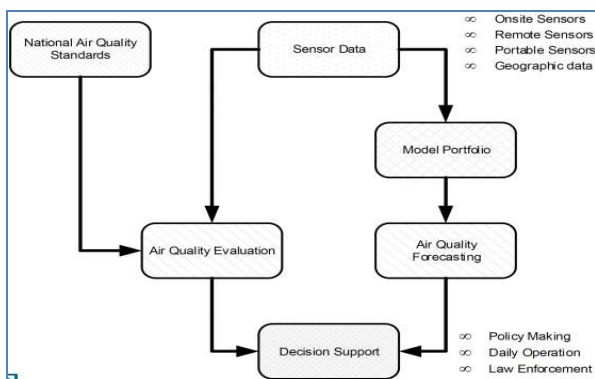 National Air Quality
Standards
Sensor Data
∞ Onsite Sensors
∞ Remote Sensors
∞ Portable Sensors
∞ Geographic data
Model Portfolio
Air Quality Evaluation
Air Quality
Forecasting
Decision Support
∞ Policy Making
∞ Daily Operation
∞ Law Enforcement